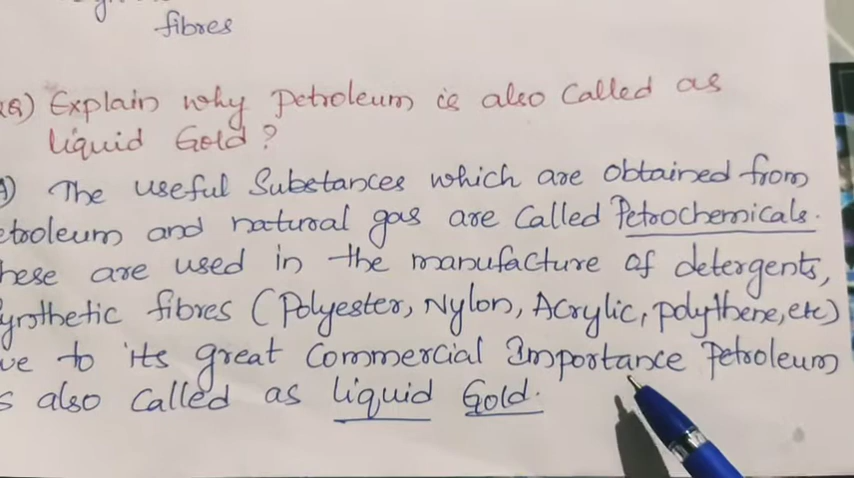 fibres
Q) Explain why petroleum is also called as
liquid Gold?
A) The useful Substances which are obtained from
etroleum and natural gas are called Petrochemicals.
hese are used in the manufacture of detergents,
ynthetic fibres (Polyester, Nylon, Acrylic, polythene, etc)
ue to its great Commercial Importance Petroleum
s also called as liquid Gold.